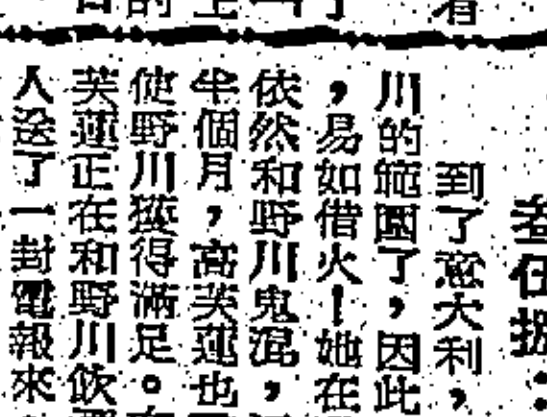 到了意大利，
川的範圍了，因此
，易如借火！她在
依然和野川鬼混，
半個月，高芙蓮也
使野川獲得滿足。
芙蓮正在和野川飲
人送了一封電報來